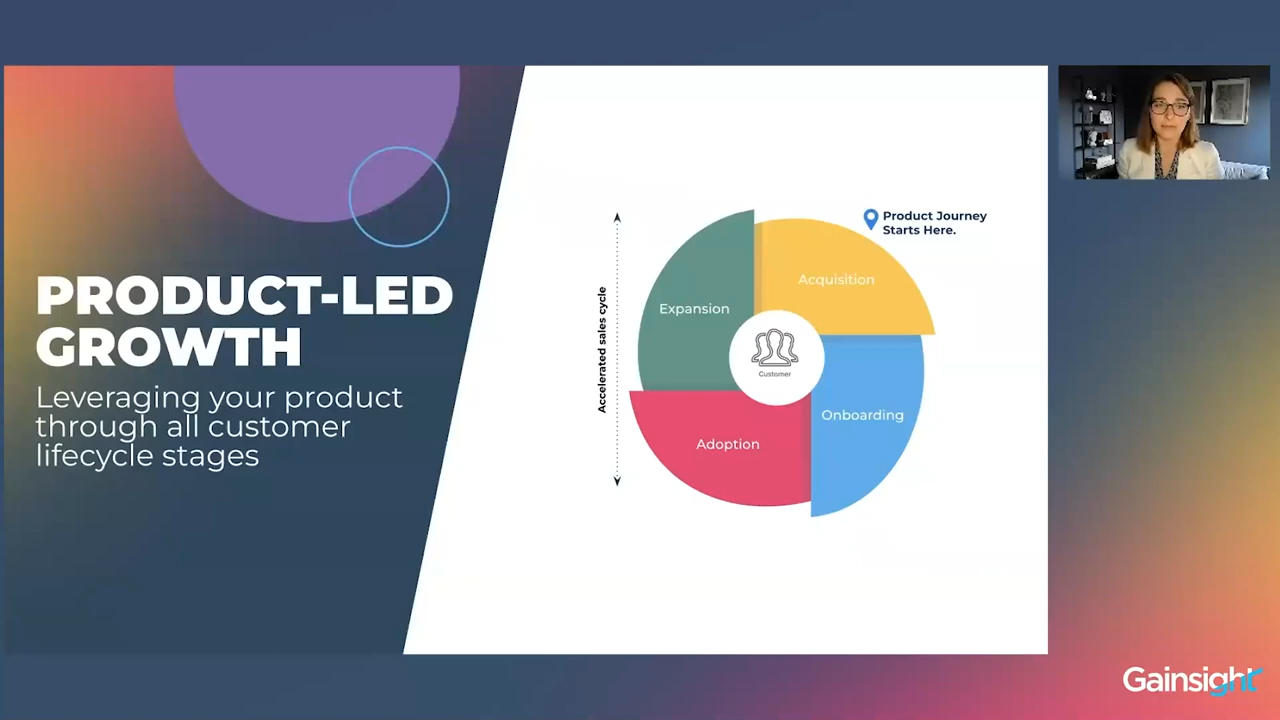 PRODUCT-LED
GROWTH
Leveraging your product
through all customer
lifecycle stages
Accelerated sales cycle
Product Journey
Starts Here.
Acquisition
Expansion
Customer
Onboarding
Adoption
Gainsight